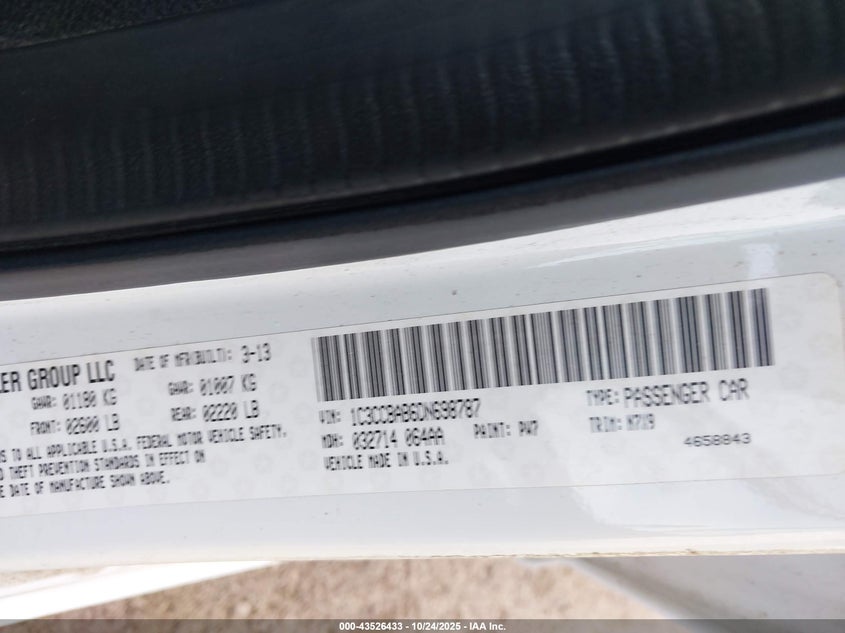 LER GROUP LLC
DATE OF MFR(BUILT): 3-13
GAWR: 01180 KG
GAWR: 01007 KG
FRONT: 02600 LB
REAR: 02220 LB
S TO ALL APPLICABLE U.S.A. FEDERAL MOTOR VEHICLE SAFETY,
D THEFT PREVENTION STANDARDS IN EFFECT ON
E DATE OF MANUFACTURE SHOWN ABOVE.
VIN: 1C3CCBAB6DN698787
TYPE: PASSENGER CAR
MDH: 032714 064AA
PAINT: PW7
TRIM: M7X9
VEHICLE MADE IN U.S.A.
4658843
000-43526433 - 10/24/2025 - IAA Inc.